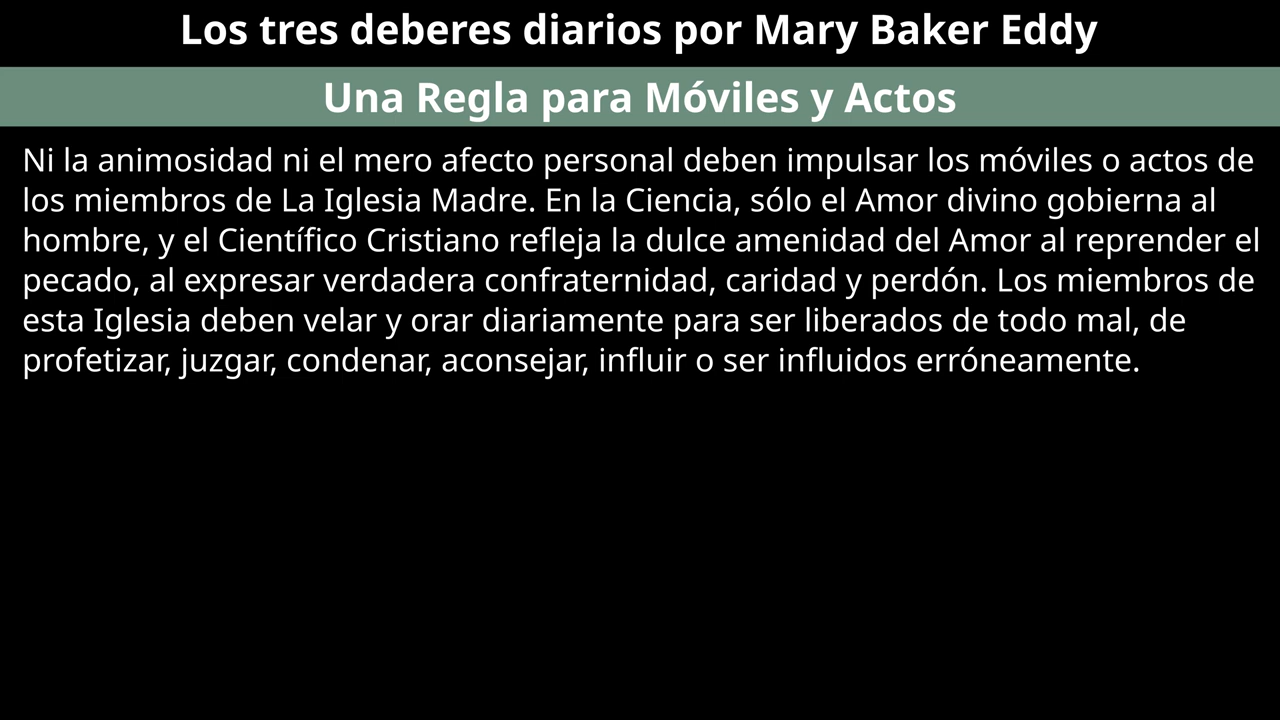 Los tres deberes diarios por Mary Baker Eddy
Una Regla para Móviles y Actos
Ni la animosidad ni el mero afecto personal deben impulsar los móviles o actos de
los miembros de La Iglesia Madre. En la Ciencia, sólo el Amor divino gobierna al
hombre, y el Científico Cristiano refleja la dulce amenidad del Amor al reprender el
pecado, al expresar verdadera confraternidad, caridad y perdón. Los miembros de
esta Iglesia deben velar y orar diariamente para ser liberados de todo mal, de
profetizar, juzgar, condenar, aconsejar, influir o ser influidos erróneamente.